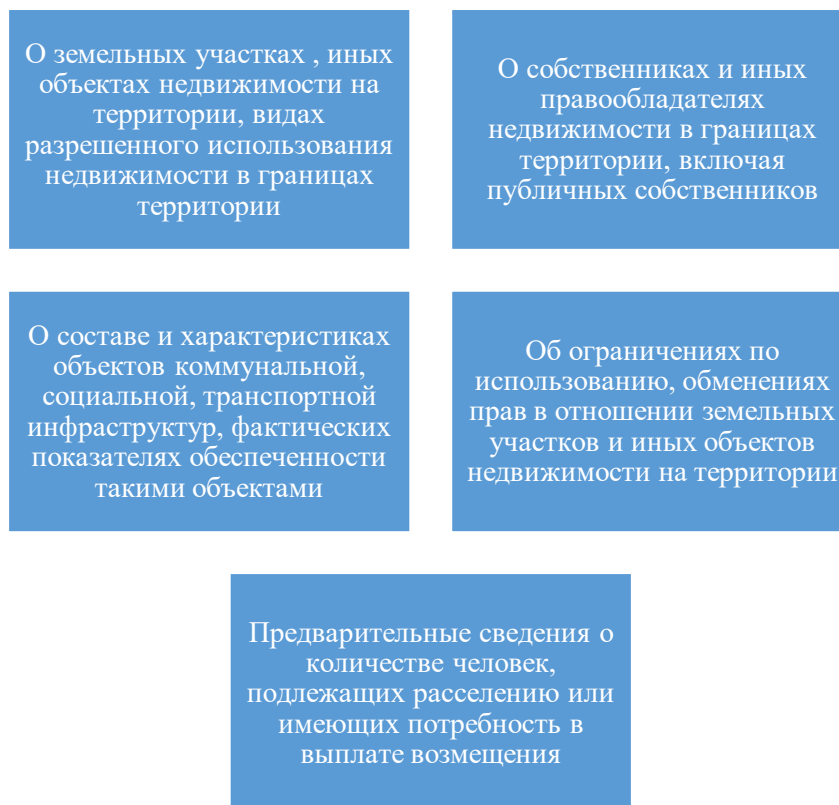 О земельных участках , иных
объектах недвижимости на
территории, видах
разрешенного использования
недвижимости в границах
территории
О собственниках и иных
правообладателях
недвижимости в границах
территории, включая
публичных собственников
О составе и характеристиках
объектов коммунальной,
социальной, транспортной
инфраструктур, фактических
показателях обеспеченности
такими объектами
Об ограничениях по
использованию, обменениях
прав в отношении земельных
участков и иных объектов
недвижимости на территории
Предварительные сведения о
количестве человек,
подлежащих расселению или
имеющих потребность в
выплате возмещения